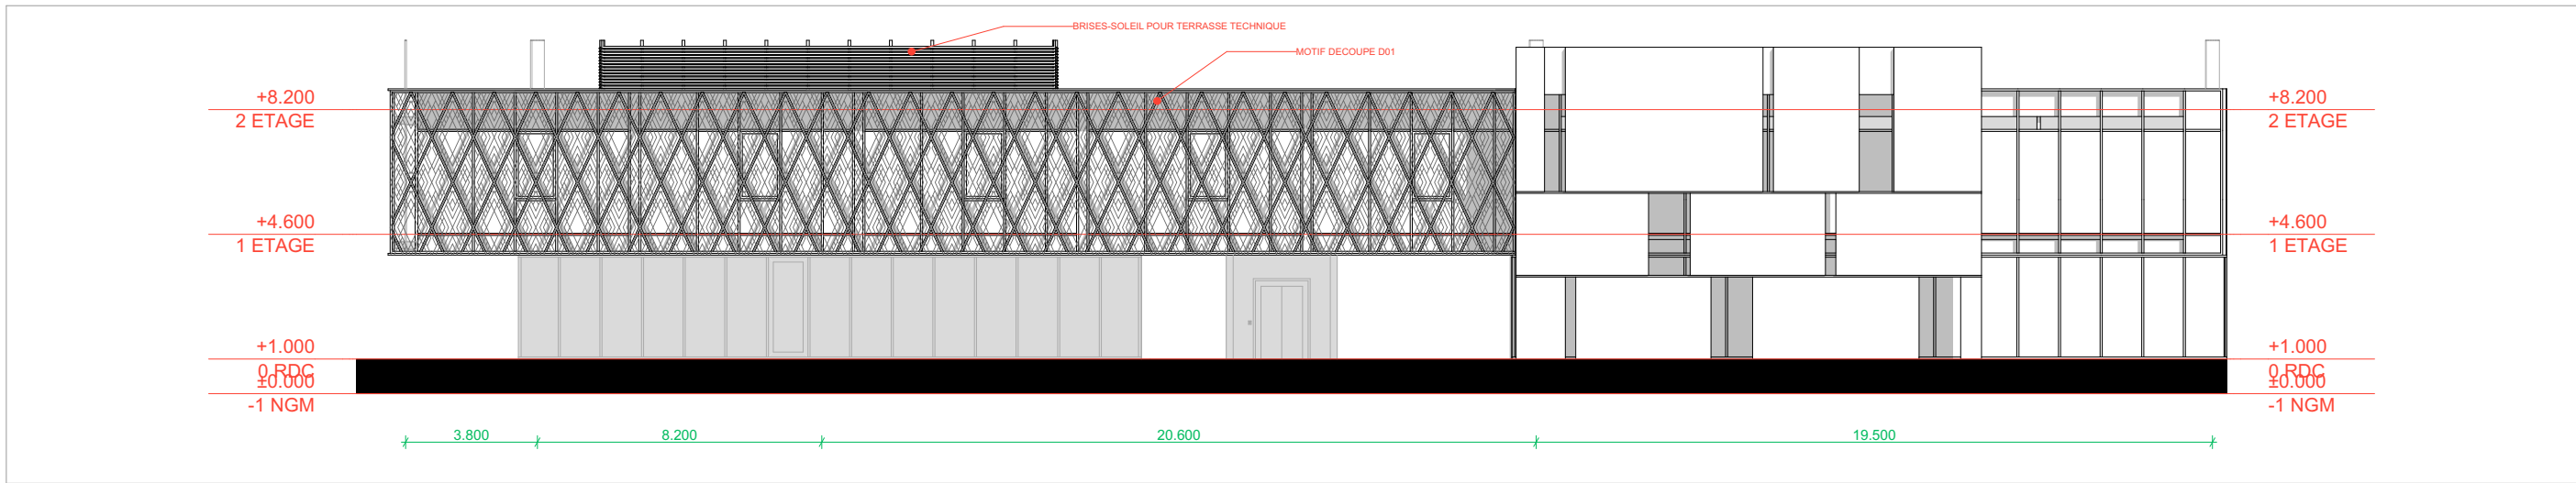 BRISES-SOLEIL POUR TERRASSE TECHNIQUE
MOTIF DECOUPE D01
+8.200
2 ETAGE
+8.200
2 ETAGE
+4.600
1 ETAGE
+4.600
1 ETAGE
+1.000
0 RDC
+1.000
0 RDC
±0.000
-1 NGM
±0.000
-1 NGM
3.800
8.200
20.600
19.500